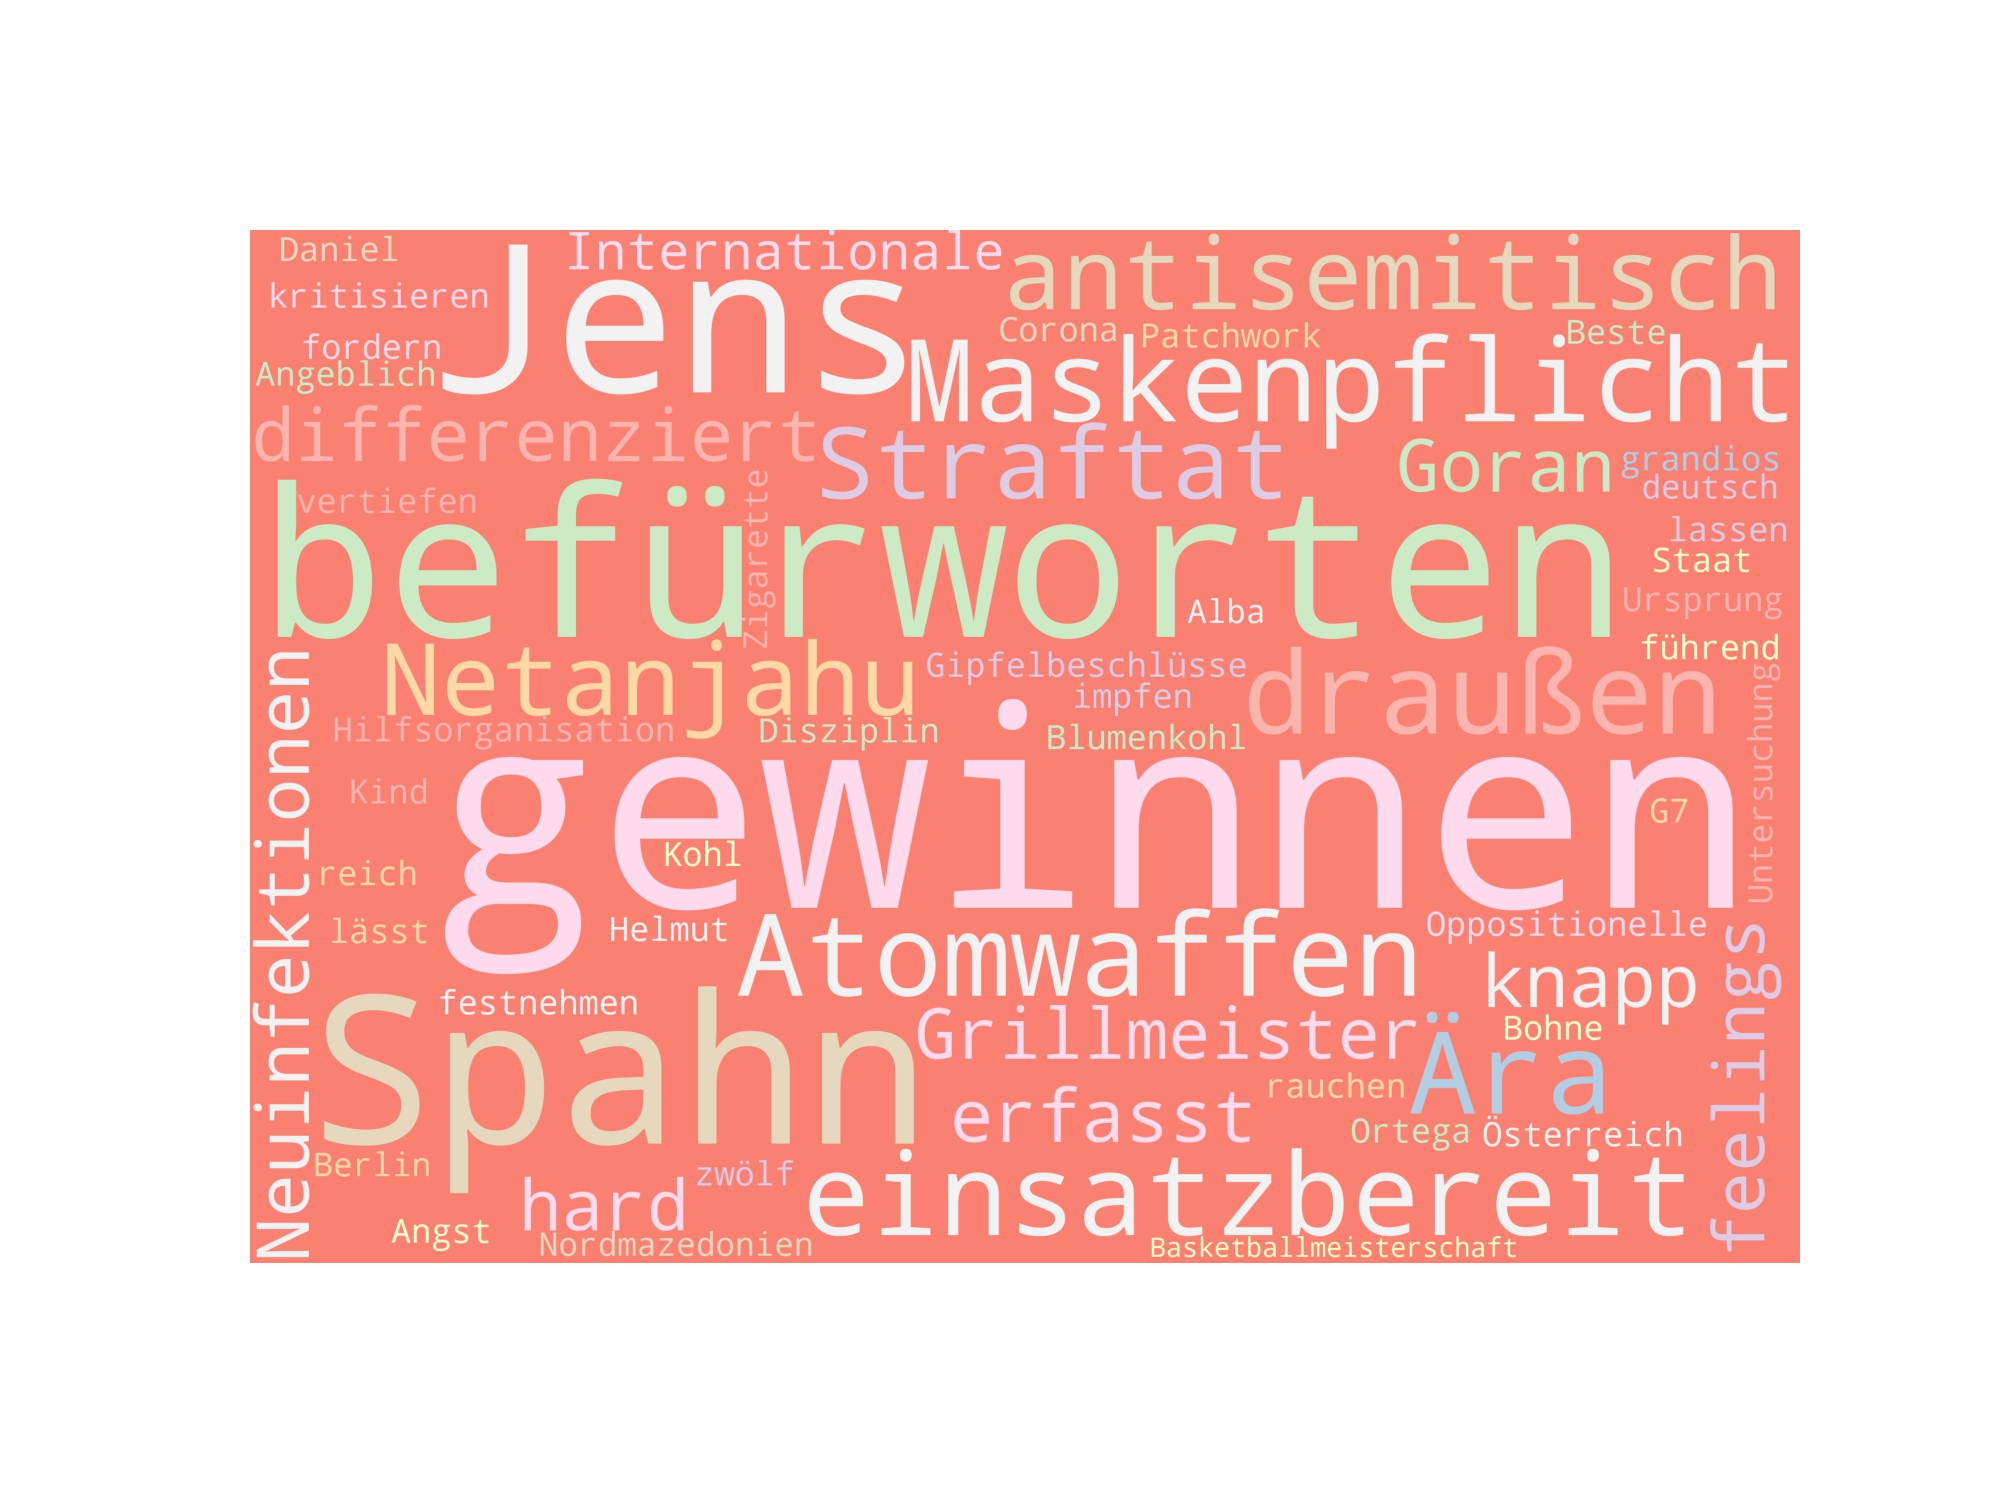 Daniel
Internationale
antisemitisch
kritisieren
Jens
Corona
Patchwork
Beste
fordern
Angeblich
Maskenpflicht
differenziert
Straftat
Goran
grandios
deutsch
vertiefen
Zigarette
befürworten
lassen
Staat
Alba
Ursprung
führend
Netanjahu
Gipfelbeschlüsse
impfen
draußen
Hilfsorganisation
Disziplin
Blumenkohl
Untersuchung
Neuinfektionen
Kind
gewinnen
G7
Kohl
reich
lässt
Helmut
Atomwaffen
Oppositionelle
knapp
feelings
festnehmen
Spahn
Grillmeister
Bohne
Ära
rauchen
erfasst
Ortega
Österreich
Berlin
zwölf
hard
einsatzbereit
Angst
Nordmazedonien
Basketballmeisterschaft